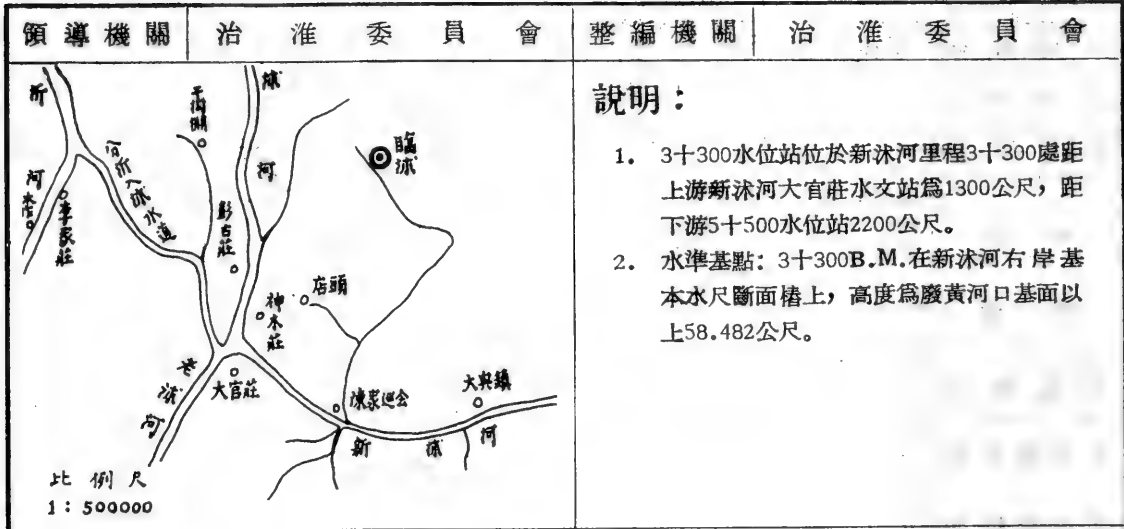 領導機關 治淮委員會 整編機關 治淮委員會
說明：
1. 3十300水位站位於新沭河里程3十300處距
上游新沭河大官莊水文站爲1300公尺，距
下游5十500水位站2200公尺。
2. 水準基點：3十300B.M.在新沭河右岸基
本水尺斷面樁上，高度爲廢黃河口基面以
上58.482公尺。
沂河
李家莊
分沂入沭水道
沭河
彭古莊
臨沭
店頭
神木莊
老沭河
大官莊
大興鎮
新沭河
比例尺
1：500000